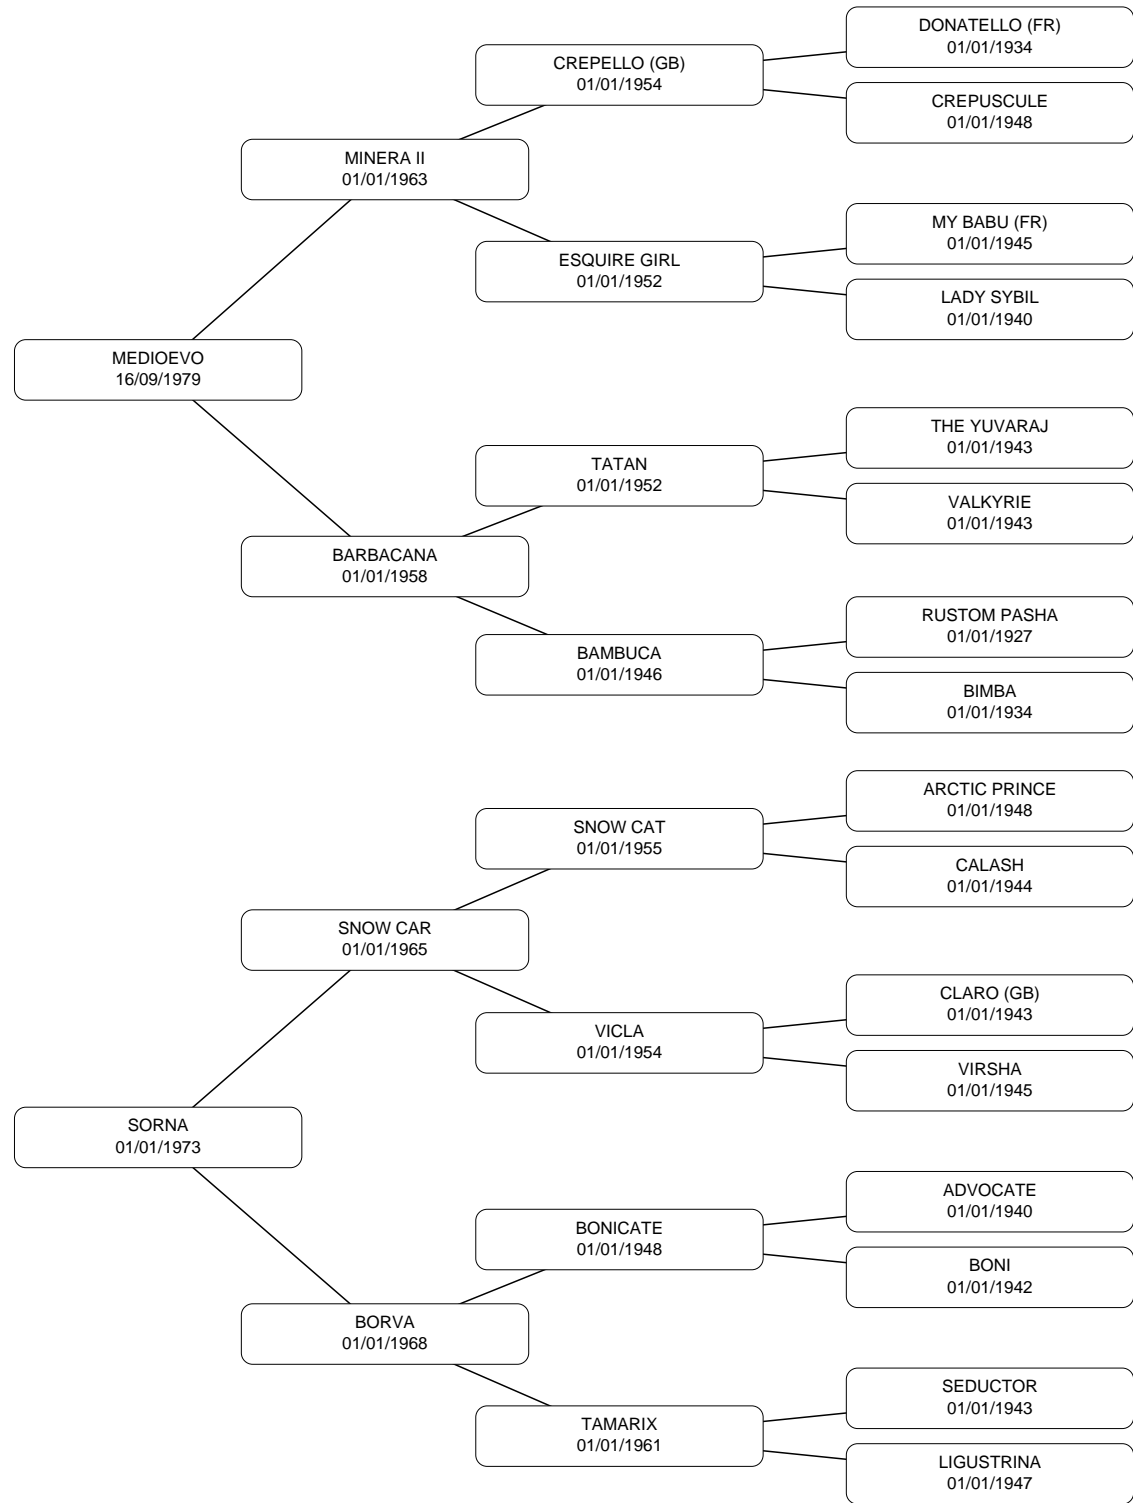 DONATELLO (FR)
01/01/1934
CREPELLO (GB)
01/01/1954
CREPUSCULE
01/01/1948
MINERA II
01/01/1963
MY BABU (FR)
01/01/1945
ESQUIRE GIRL
01/01/1952
LADY SYBIL
01/01/1940
MEDIOEVO
16/09/1979
THE YUVARAJ
01/01/1943
TATAN
01/01/1952
VALKYRIE
01/01/1943
BARBACANA
01/01/1958
RUSTOM PASHA
01/01/1927
BAMBUCA
01/01/1946
BIMBA
01/01/1934
ARCTIC PRINCE
01/01/1948
SNOW CAT
01/01/1955
CALASH
01/01/1944
SNOW CAR
01/01/1965
CLARO (GB)
01/01/1943
VICLA
01/01/1954
VIRSHA
01/01/1945
SORNA
01/01/1973
ADVOCATE
01/01/1940
BONICATE
01/01/1948
BONI
01/01/1942
BORVA
01/01/1968
SEDUCTOR
01/01/1943
TAMARIX
01/01/1961
LIGUSTRINA
01/01/1947